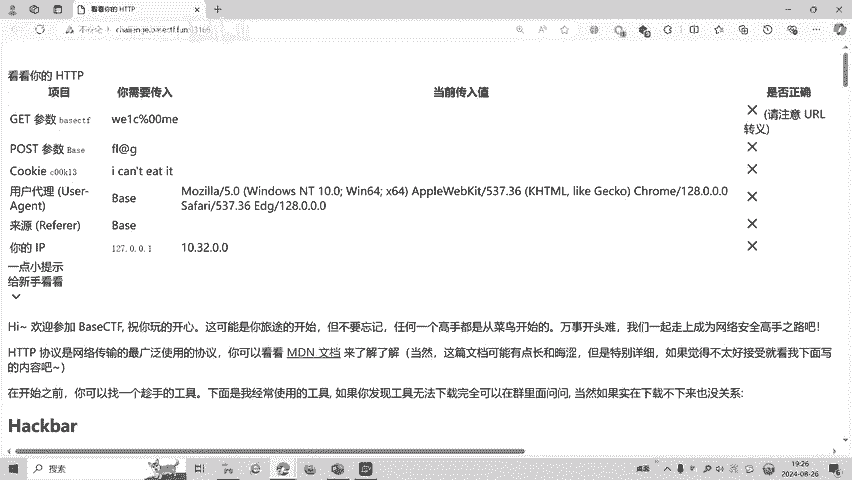 看看你的 HTTP
看看你的 HTTP
项目 你需要传入 当前传入值 是否正确
GET 参数 basectf we1c%00me (请注意 URL
转义)
POST 参数 Base fl@g
Cookie c00k13 i can't eat it
用户代理 (User-
Agent) Base Mozilla/5.0 (Windows NT 10.0; Win64; x64) AppleWebKit/537.36 (KHTML, like Gecko) Chrome/128.0.0.0
Safari/537.36 Edg/128.0.0.0
来源 (Referer) Base
你的 IP 127.0.0.1 10.32.0.0
一点小提示
给新手看看
Hi~ 欢迎参加 BaseCTF, 祝你玩的开心。这可能是你旅途的开始，但不要忘记，任何一个高手都是从菜鸟开始的。万事开头难，我们一起走上成为网络安全高手之路吧！
HTTP 协议是网络传输的最广泛使用的协议，你可以看看 MDN 文档 来了解了解（当然，这篇文档可能有点长和晦涩，但是特别详细，如果觉得不太好接受就看我下面写
的内容吧~）
在开始之前，你可以找一个趁手的工具。下面是我经常使用的工具, 如果你发现工具无法下载完全可以在群里面问问, 当然如果实在下载不下来也没关系:
Hackbar
搜索
19:26
2024-08-26